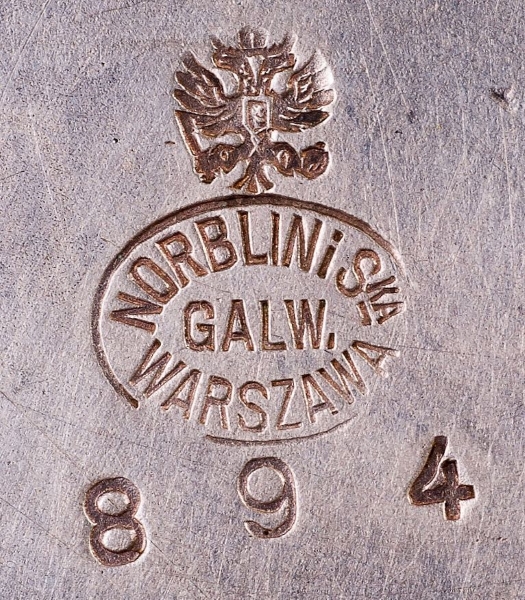 NORBLIN i SKA
GALW.
WARSZAWA
8 9 4